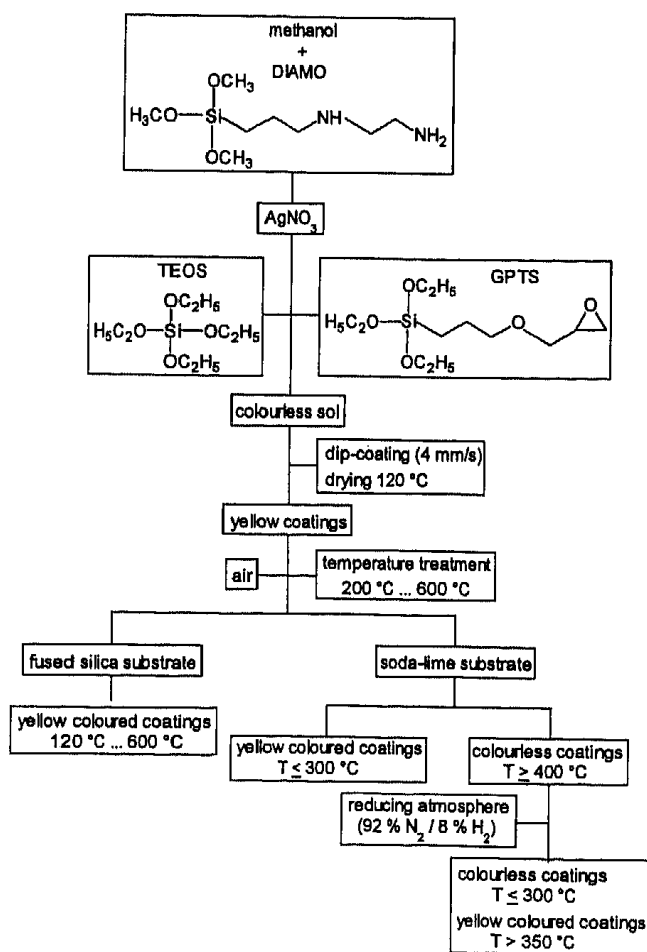 methanol
+
DIAMO
OCH₃
H₃CO
Si
NH
NH₂
OCH₃
AgNO₃
TEOS
OC₂H₅
H₅C₂O
Si
OC₂H₅
OC₂H₅
GPTS
OC₂H₅
H₅C₂O
Si
O
O
OC₂H₅
colourless sol
dip-coating (4 mm/s)
drying 120 °C
yellow coatings
air
temperature treatment
200 °C ... 600 °C
fused silica substrate
soda-lime substrate
yellow coloured coatings
120 °C ... 600 °C
yellow coloured coatings
T ≤ 300 °C
colourless coatings
T ≥ 400 °C
reducing atmosphere
(92 % N₂ / 8 % H₂)
colourless coatings
T ≤ 300 °C
yellow coloured coatings
T > 350 °C